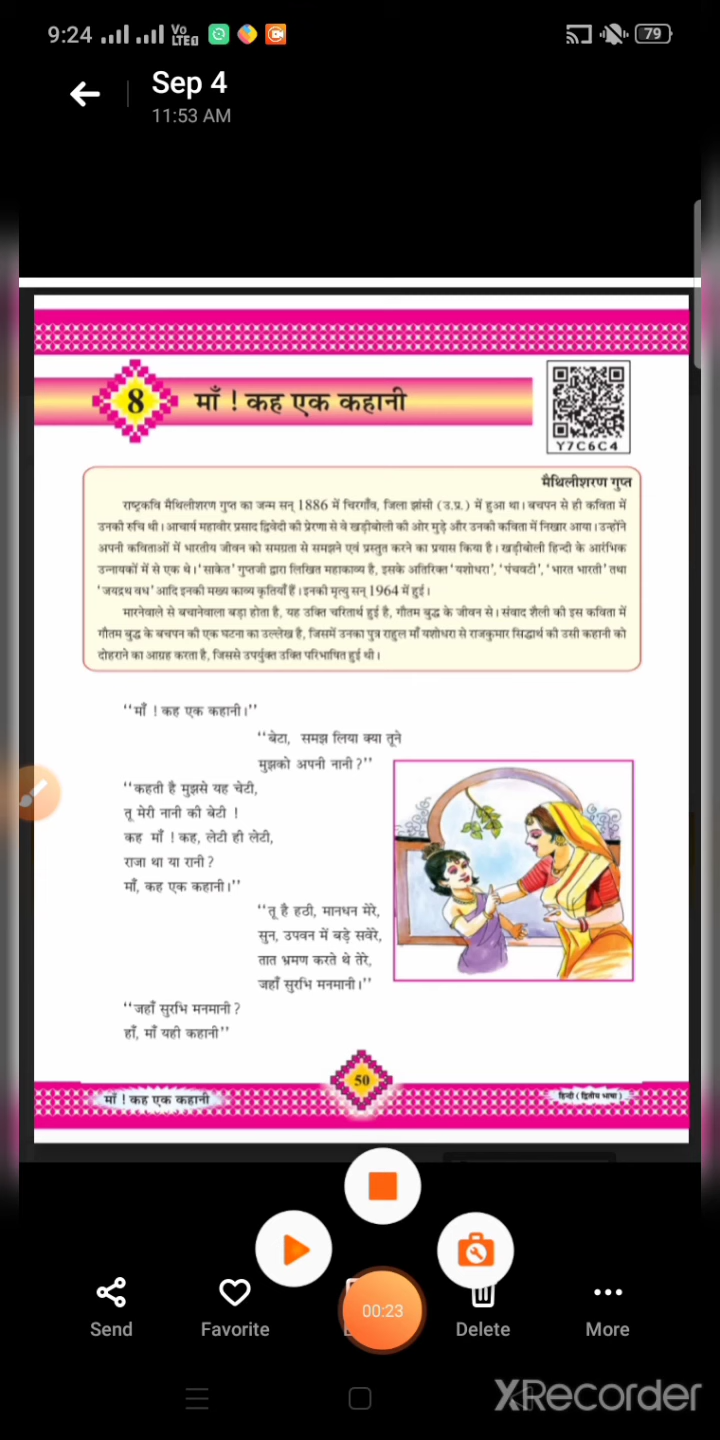 9:24
Vo
LTE
79
Sep 4
11:53 AM
8
माँ ! कह एक कहानी
Y7C6C4
मैथिलीशरण गुप्त
राष्ट्रकवि मैथिलीशरण गुप्त का जन्म सन् 1886 में चिरगाँव, जिला झांसी (उ.प्र.) में हुआ था। बचपन से ही कविता में
उनकी रुचि थी। आचार्य महावीर प्रसाद द्विवेदी की प्रेरणा से वे खड़ीबोली की ओर मुड़े और उनकी कविता में निखार आया। उन्होंने
अपनी कविताओं में भारतीय जीवन को समग्रता से समझने एवं प्रस्तुत करने का प्रयास किया है। खड़ीबोली हिन्दी के आरंभिक
उन्नायकों में से एक थे। 'साकेत' गुप्तजी द्वारा लिखित महाकाव्य है, इसके अतिरिक्त 'यशोधरा', 'पंचवटी', 'भारत भारती' तथा
'जयद्रथ वध' आदि इनकी मुख्य काव्य कृतियाँ हैं। इनकी मृत्यु सन् 1964 में हुई।
मारनेवाले से बचानेवाला बड़ा होता है, यह उक्ति चरितार्थ हुई है, गौतम बुद्ध के जीवन से। संवाद शैली की इस कविता में
गौतम बुद्ध के बचपन की एक घटना का उल्लेख है, जिसमें उनका पुत्र राहुल माँ यशोधरा से राजकुमार सिद्धार्थ की उसी कहानी को
दोहराने का आग्रह करता है, जिससे उपर्युक्त उक्ति परिभाषित हुई थी।
"माँ ! कह एक कहानी।"
"बेटा, समझ लिया क्या तूने
मुझको अपनी नानी ?"
"कहती है मुझसे यह चेटी,
तू मेरी नानी की बेटी !
कह माँ ! कह, लेटी ही लेटी,
राजा था या रानी ?
माँ, कह एक कहानी।"
"तू है हठी, मानधन मेरे,
सुन, उपवन में बड़े सवेरे,
तात भ्रमण करते थे तेरे,
जहाँ सुरभि मनमानी।"
"जहाँ सुरभि मनमानी ?
हाँ, माँ यही कहानी"
माँ ! कह एक कहानी
50
हिन्दी ( द्वितीय भाषा )
Send
Favorite
00:23
Delete
More
XRecorder